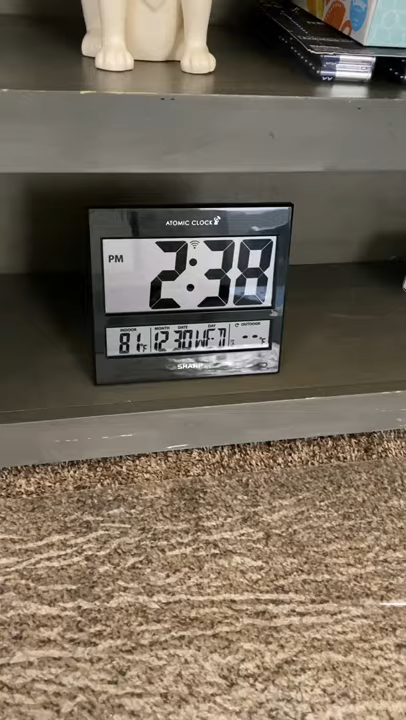 ATOMIC CLOCK
PM 2:38
INDOOR MONTH DATE DAY OUTDOOR
81°F 12 30 WED --°F
SHARP